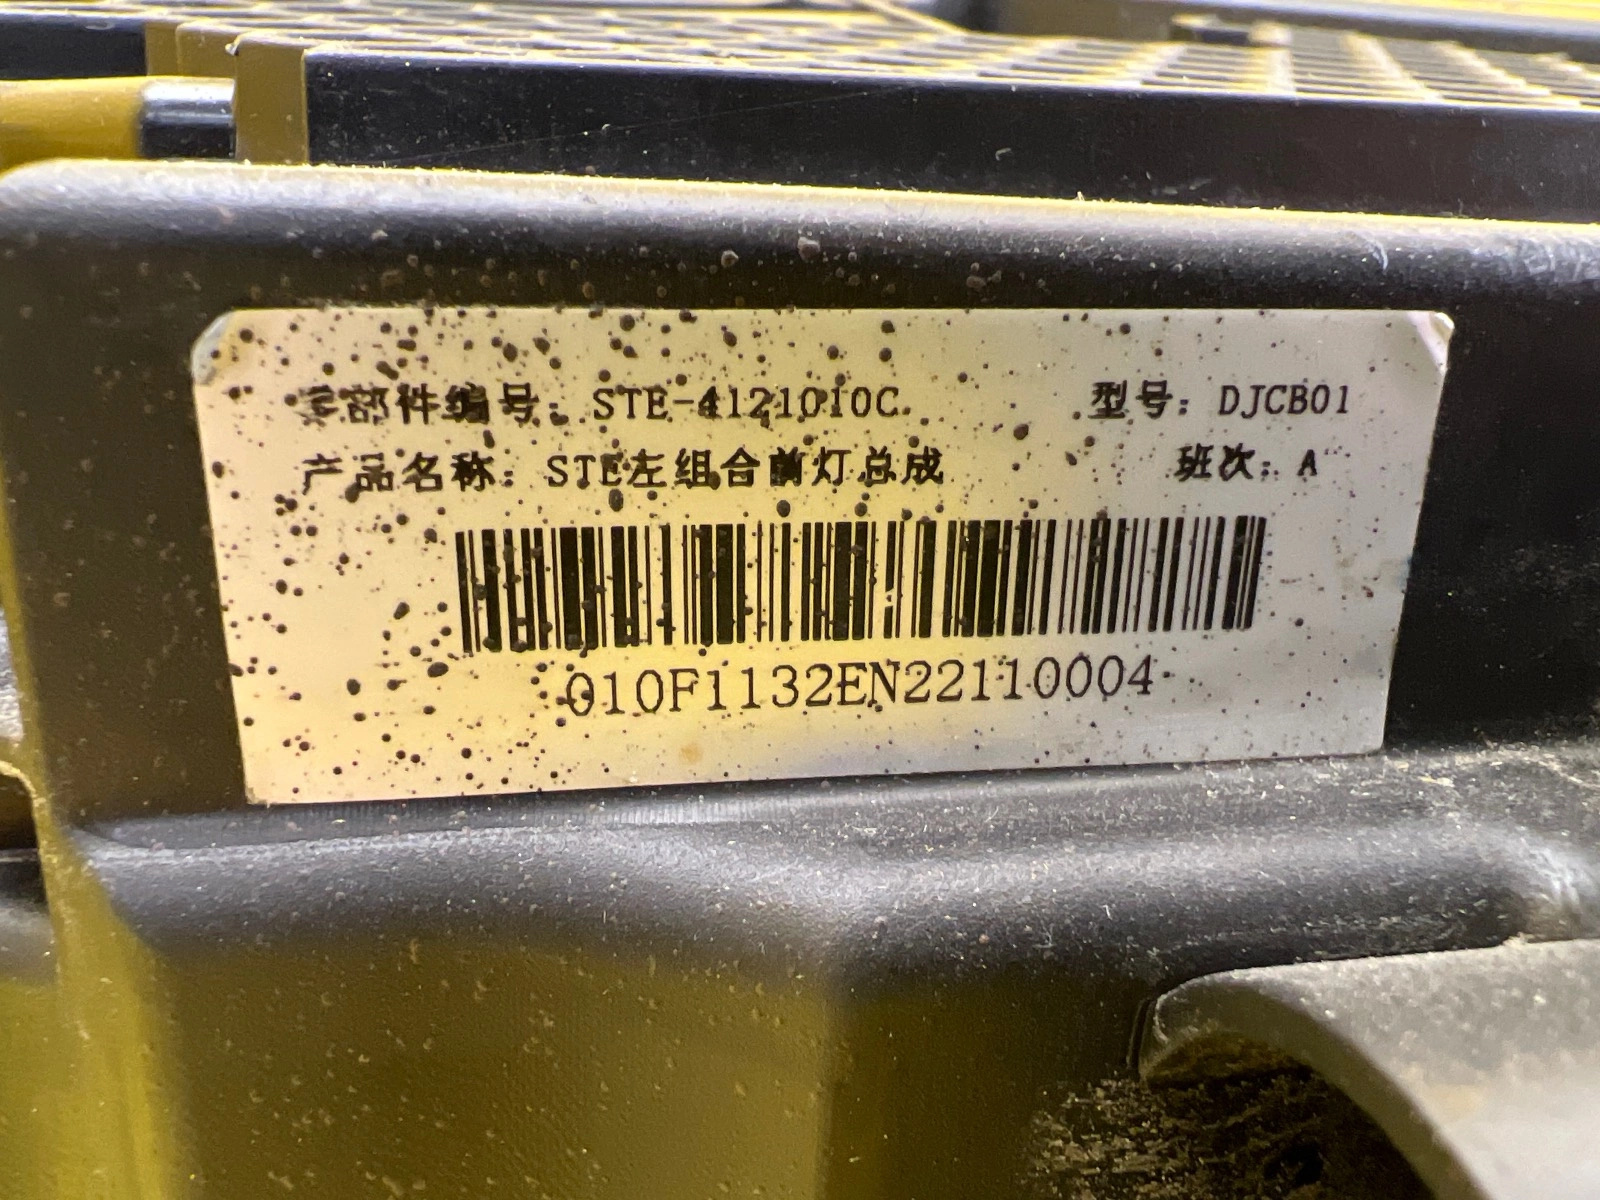 零部件编号：STE-4121010C
型号：DJCB01
产品名称：STE左组合前灯总成
班次：A
010F1132EN22110004